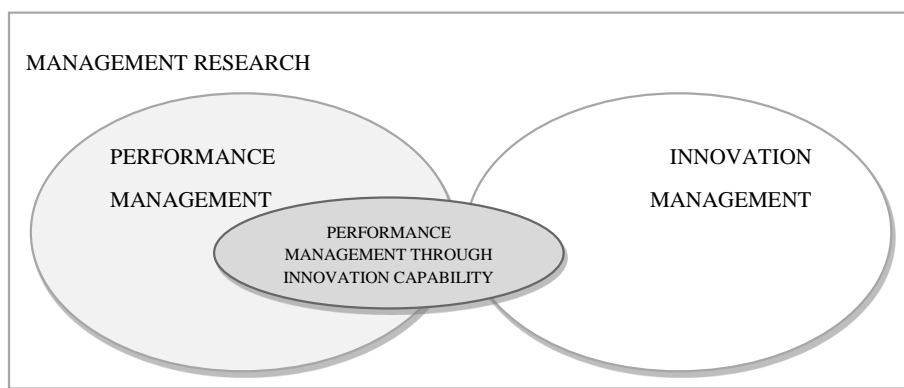 MANAGEMENT RESEARCH
PERFORMANCE
MANAGEMENT
INNOVATION
MANAGEMENT
PERFORMANCE
MANAGEMENT THROUGH
INNOVATION CAPABILITY